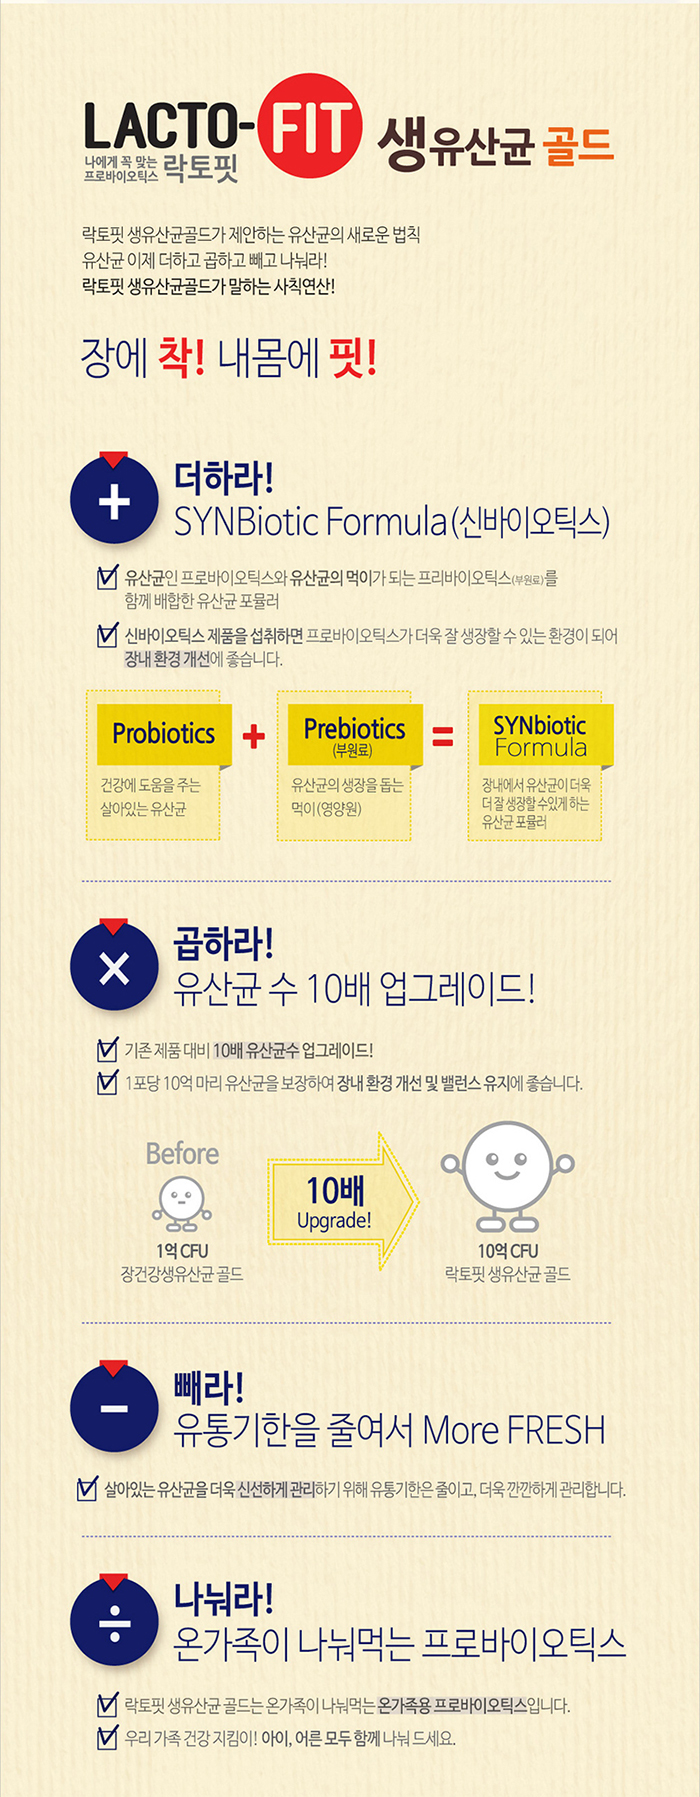 LACTO-FIT
나에게 꼭 맞는
프로바이오틱스 락토핏
생유산균 골드
락토핏 생유산균골드가 제안하는 유산균의 새로운 법칙
유산균 이제 더하고 곱하고 빼고 나눠라!
락토핏 생유산균골드가 말하는 사칙연산!
장에 착! 내몸에 핏!
+
더하라!
SYNBiotic Formula(신바이오틱스)
유산균인 프로바이오틱스와 유산균의 먹이가 되는 프리바이오틱스(부원료)를
함께 배합한 유산균 포뮬러
신바이오틱스 제품을 섭취하면 프로바이오틱스가 더욱 잘 생장할 수 있는 환경이 되어
장내 환경 개선에 좋습니다.
Probiotics
건강에 도움을 주는
살아있는 유산균
+
Prebiotics
(부원료)
유산균의 생장을 돕는
먹이(영양원)
=
SYNbiotic
Formula
장내에서 유산균이 더욱
더 잘 생장할 수있게 하는
유산균 포뮬러
×
곱하라!
유산균 수 10배 업그레이드!
기존 제품 대비 10배 유산균수 업그레이드!
1포당 10억 마리 유산균을 보장하여 장내 환경 개선 및 밸런스 유지에 좋습니다.
Before
1억 CFU
장건강생유산균 골드
10배
Upgrade!
10억 CFU
락토핏 생유산균 골드
−
빼라!
유통기한을 줄여서 More FRESH
살아있는 유산균을 더욱 신선하게 관리하기 위해 유통기한은 줄이고, 더욱 깐깐하게 관리합니다.
÷
나눠라!
온가족이 나눠먹는 프로바이오틱스
락토핏 생유산균 골드는 온가족이 나눠먹는 온가족용 프로바이오틱스입니다.
우리 가족 건강 지킴이! 아이, 어른 모두 함께 나눠 드세요.